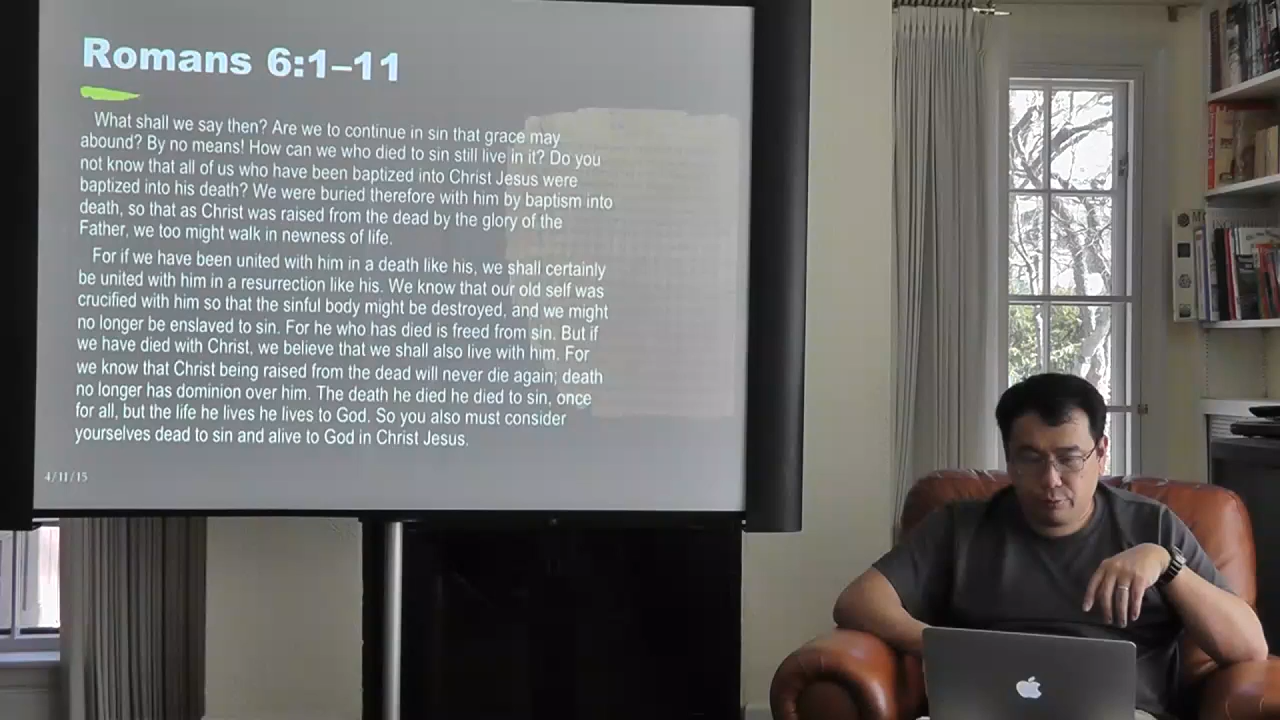 Romans 6:1–11
What shall we say then? Are we to continue in sin that grace may
abound? By no means! How can we who died to sin still live in it? Do you
not know that all of us who have been baptized into Christ Jesus were
baptized into his death? We were buried therefore with him by baptism into
death, so that as Christ was raised from the dead by the glory of the
Father, we too might walk in newness of life.
For if we have been united with him in a death like his, we shall certainly
be united with him in a resurrection like his. We know that our old self was
crucified with him so that the sinful body might be destroyed, and we might
no longer be enslaved to sin. For he who has died is freed from sin. But if
we have died with Christ, we believe that we shall also live with him. For
we know that Christ being raised from the dead will never die again; death
no longer has dominion over him. The death he died he died to sin, once
for all, but the life he lives he lives to God. So you also must consider
yourselves dead to sin and alive to God in Christ Jesus.
4/11/15